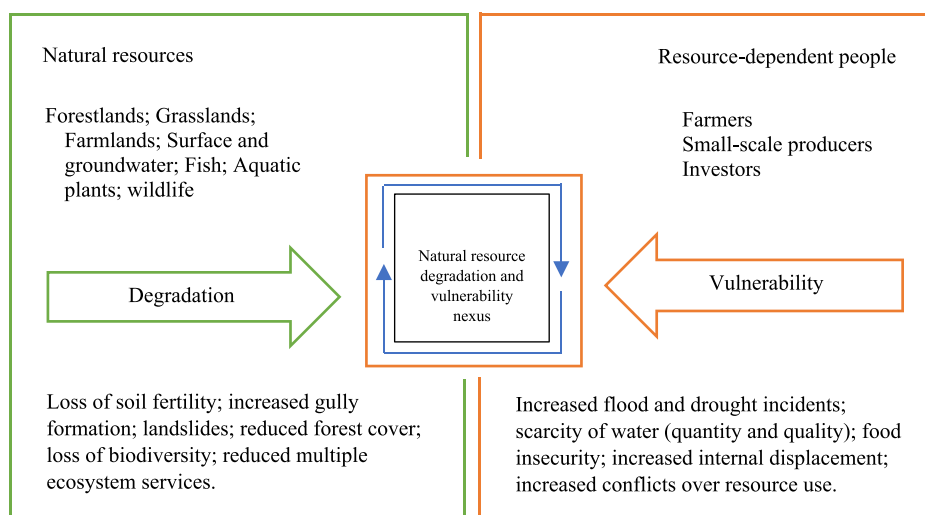 Natural resources
Forestlands; Grasslands;
Farmlands; Surface and
groundwater; Fish; Aquatic
plants; wildlife
Degradation
Loss of soil fertility; increased gully
formation; landslides; reduced forest cover;
loss of biodiversity; reduced multiple
ecosystem services.
Natural resource
degradation and
vulnerability
nexus
Resource-dependent people
Farmers
Small-scale producers
Investors
Vulnerability
Increased flood and drought incidents;
scarcity of water (quantity and quality); food
insecurity; increased internal displacement;
increased conflicts over resource use.